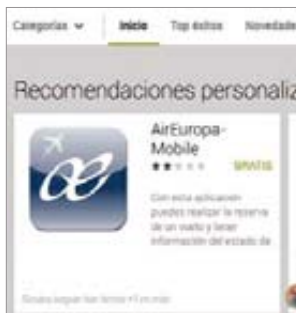 Categorías Inicio Top éxitos Novedade
Recomendaciones personaliz
AirEuropa-
Mobile
GRATIS
Con esta aplicación
puedes realizar la reserva
de un vuelo y tener
información del estado de